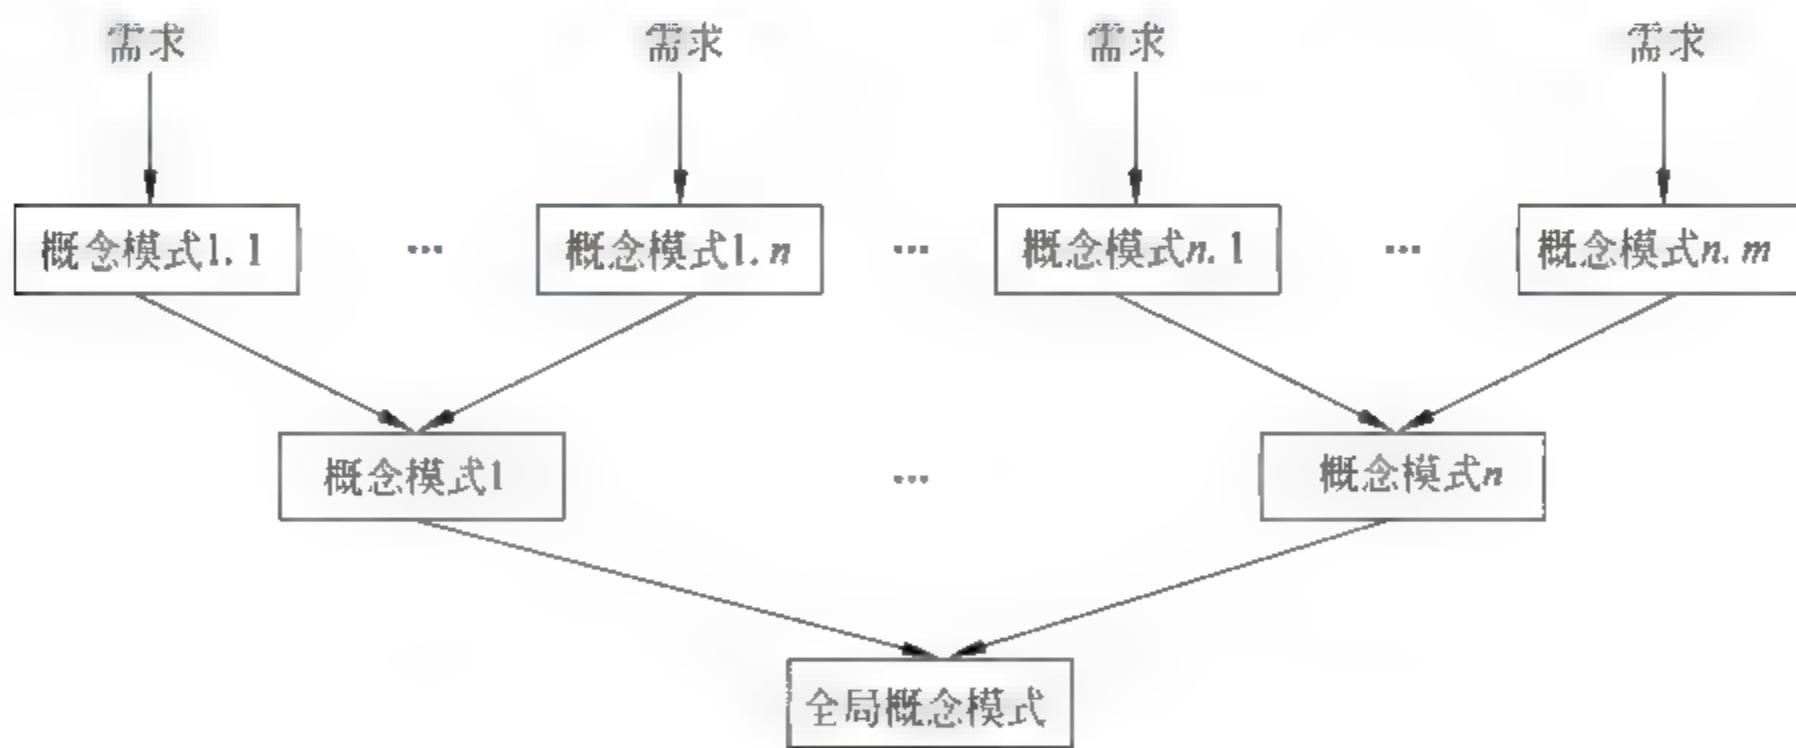 需求 需求 需求 需求
概念模式1.1 … 概念模式1.n … 概念模式n.1 … 概念模式n.m
概念模式1 … 概念模式n
全局概念模式